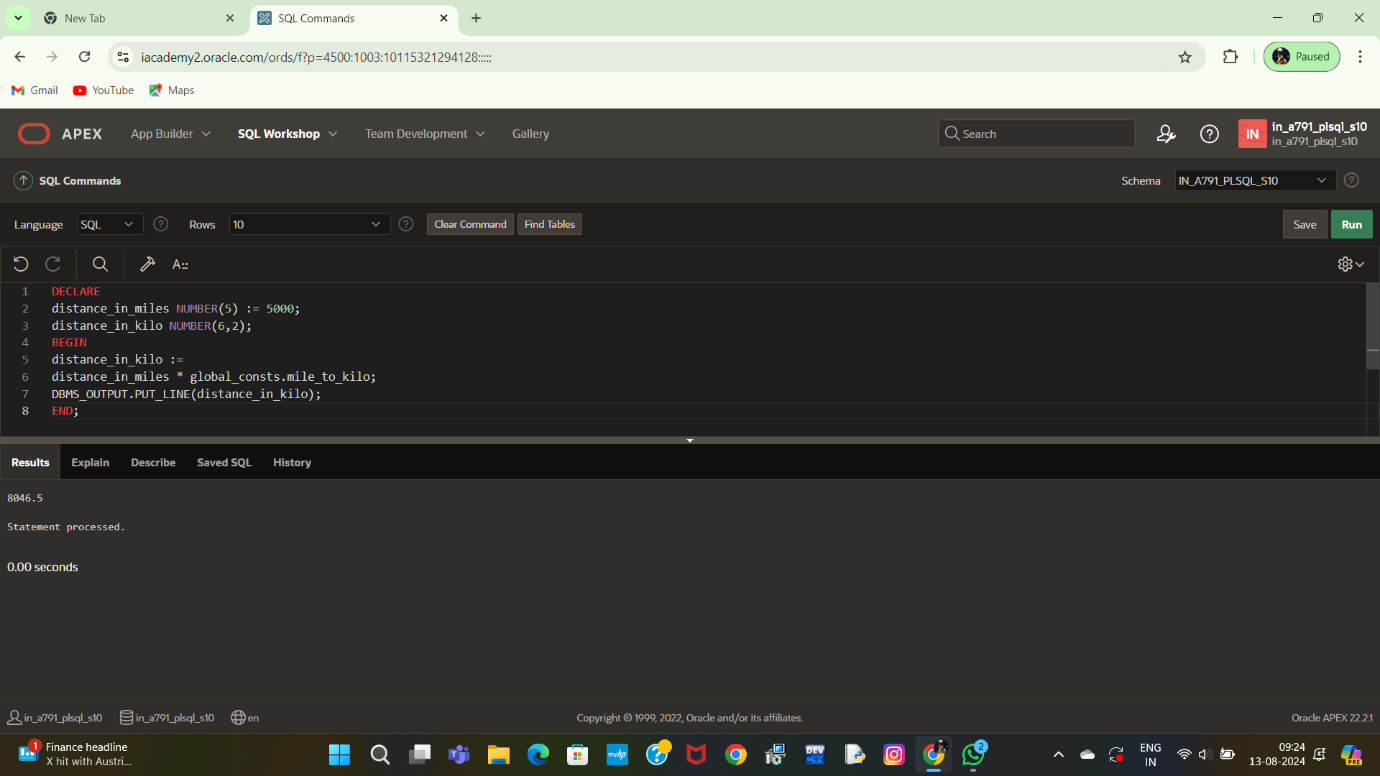 New Tab
SQL Commands
iacademy2.oracle.com/ords/f?p=4500:1003:10115321294128:::::
Paused
Gmail
YouTube
Maps
APEX
App Builder
SQL Workshop
Team Development
Gallery
Search
IN
in_a791_plsql_s10
in_a791_plsql_s10
SQL Commands
Schema
IN_A791_PLSQL_S10
Language
SQL
Rows
10
Clear Command
Find Tables
Save
Run
A::
1 DECLARE
2 distance_in_miles NUMBER(5) := 5000;
3 distance_in_kilo NUMBER(6,2);
4 BEGIN
5 distance_in_kilo :=
6 distance_in_miles * global_consts.mile_to_kilo;
7 DBMS_OUTPUT.PUT_LINE(distance_in_kilo);
8 END;
Results
Explain
Describe
Saved SQL
History
8046.5
Statement processed.
0.00 seconds
in_a791_plsql_s10
in_a791_plsql_s10
en
Copyright © 1999, 2022, Oracle and/or its affiliates.
Oracle APEX 22.2.1
1
Finance headline
X hit with Austri...
myhp
DEV
2
ENG
IN
09:24
13-08-2024
PRE